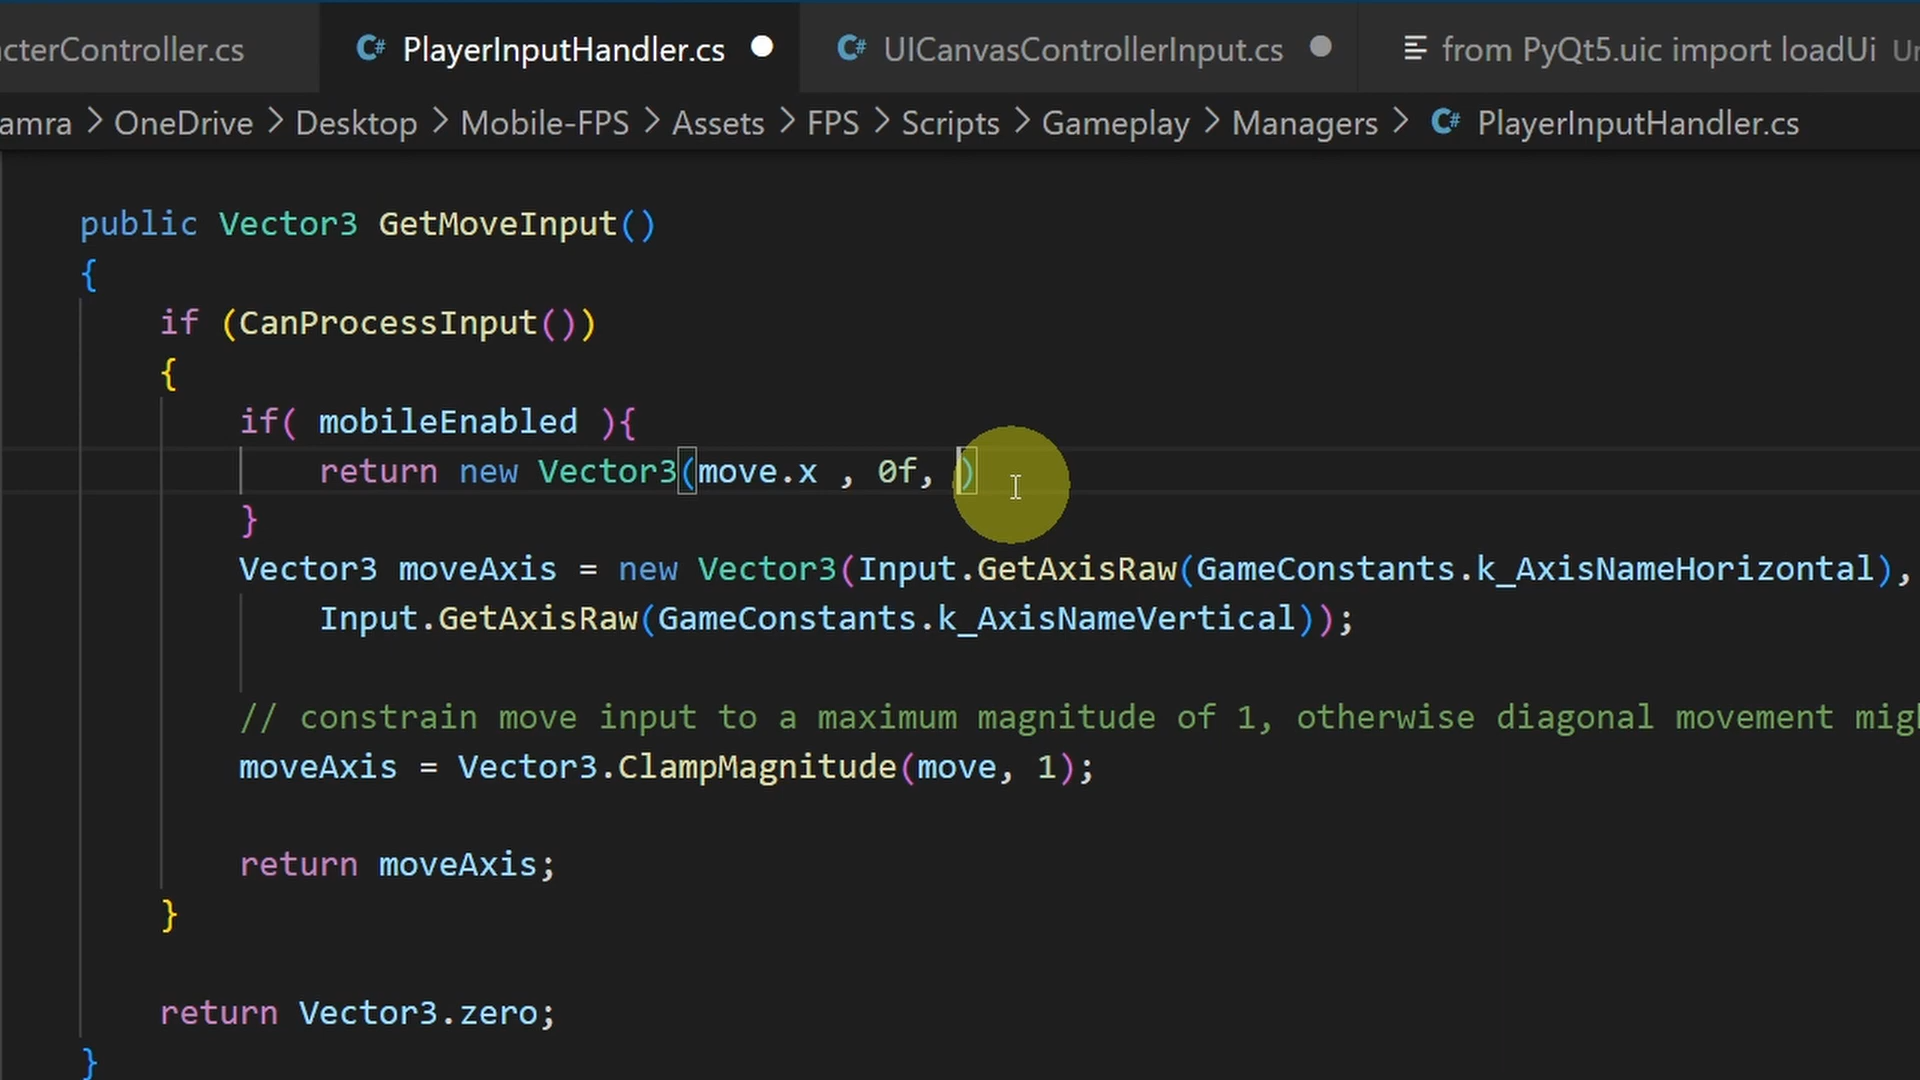 cterController.cs
C# PlayerInputHandler.cs
C# UICanvasControllerInput.cs
from PyQt5.uic import loadUi
amra > OneDrive > Desktop > Mobile-FPS > Assets > FPS > Scripts > Gameplay > Managers > C# PlayerInputHandler.cs
public Vector3 GetMoveInput()
{
if (CanProcessInput())
{
if( mobileEnabled ){
return new Vector3(move.x , 0f, )
}
Vector3 moveAxis = new Vector3(Input.GetAxisRaw(GameConstants.k_AxisNameHorizontal),
Input.GetAxisRaw(GameConstants.k_AxisNameVertical));
// constrain move input to a maximum magnitude of 1, otherwise diagonal movement mig
moveAxis = Vector3.ClampMagnitude(move, 1);
return moveAxis;
}
return Vector3.zero;
}